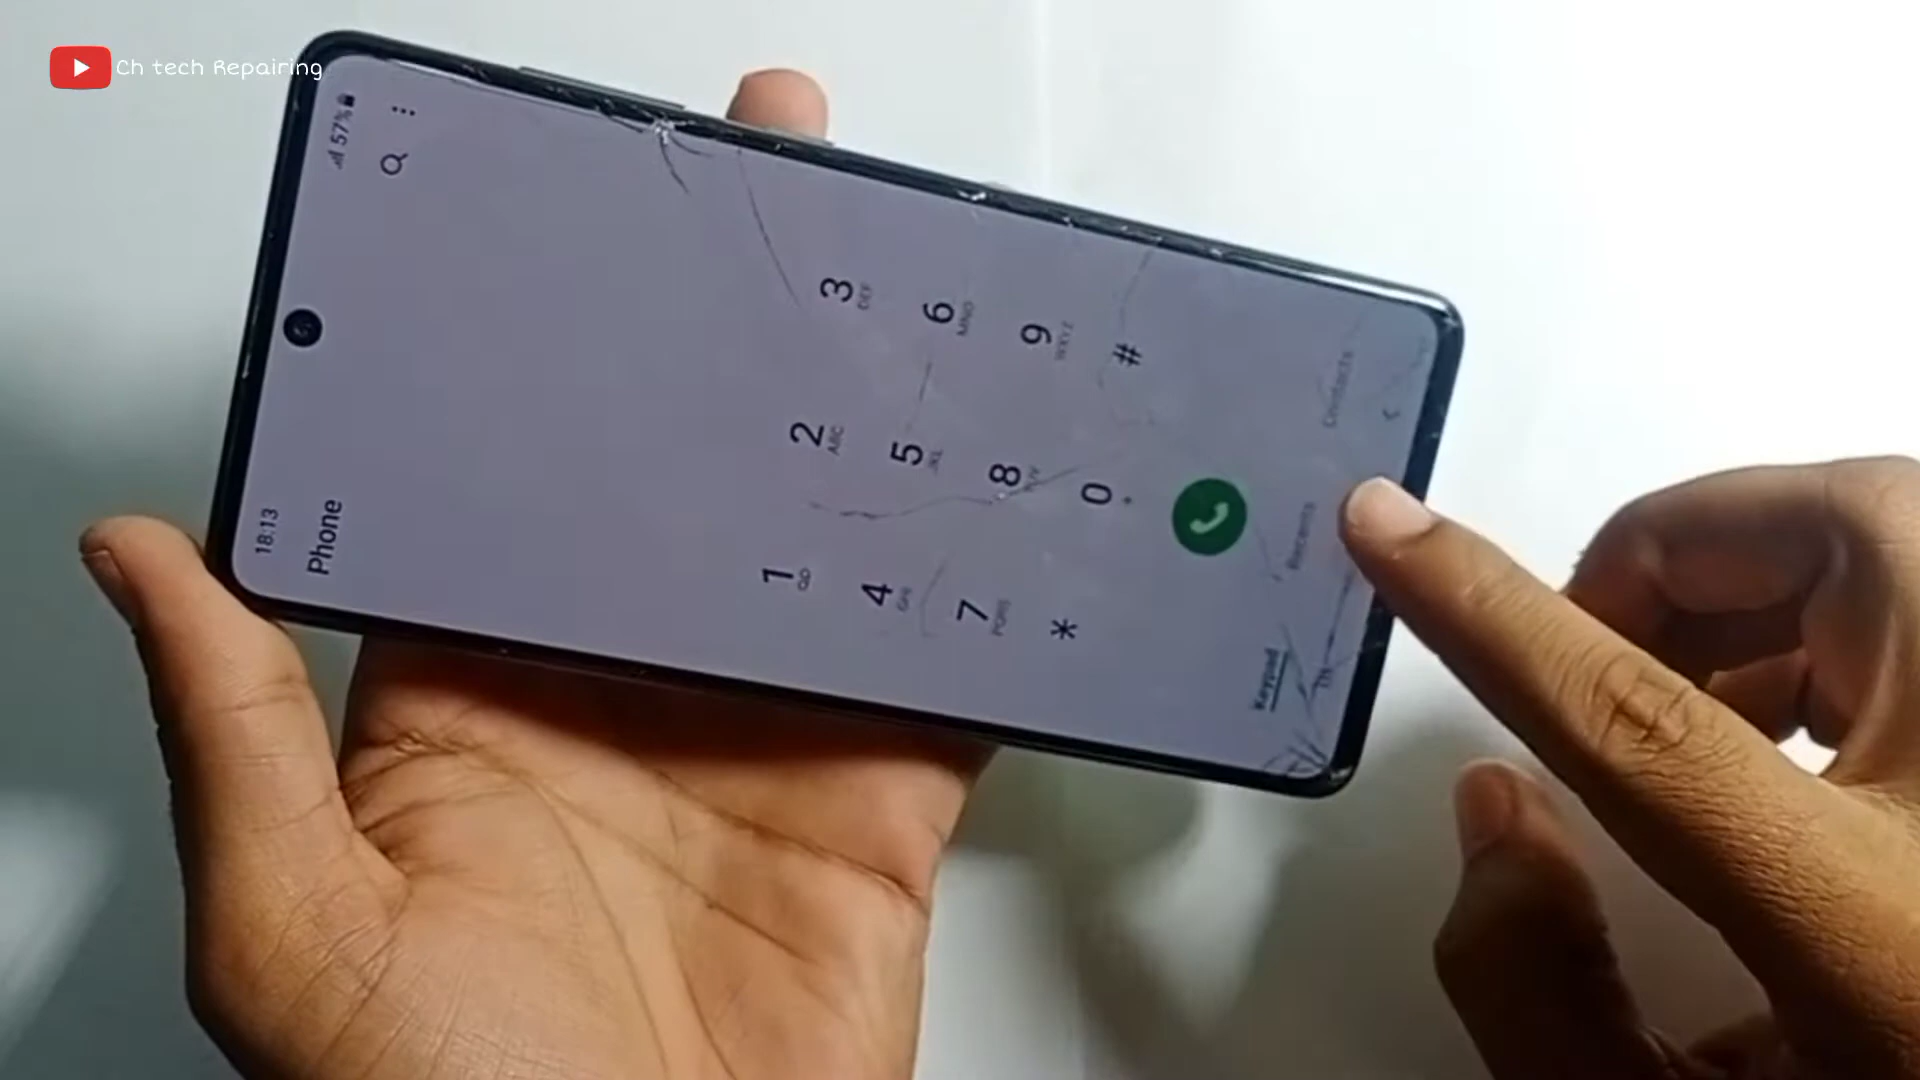 Ch tech Repairing
18:13
57%
Phone
1
2 ABC
3 DEF
4 GHI
5 JKL
6 MNO
7 PQRS
8
9 WXYZ
*
0 +
#
Keypad
Recents
Contacts